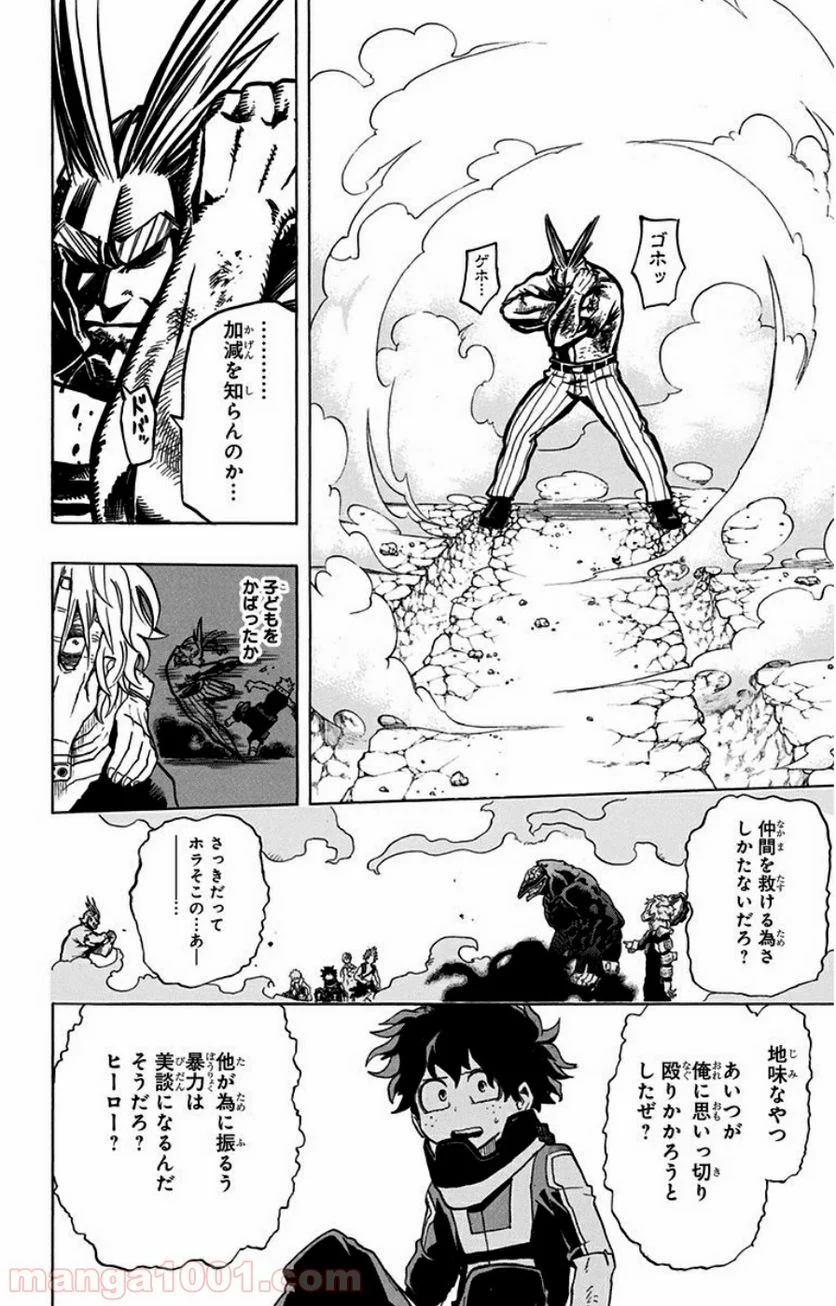 ゴホッ
ゲホ…
…………
加減を知らんのか…
ドバッ
子どもを
かばったか
仲間を救ける為さ
しかたないだろ？
さっきだって
ホラそこの…あー
――……
地味なやつ
あいつが
俺に思いっ切り
殴りかかろうと
したぜ？
他が為に振るう
暴力は
美談になるんだ
そうだろ？
ヒーロー？
manga1001.com